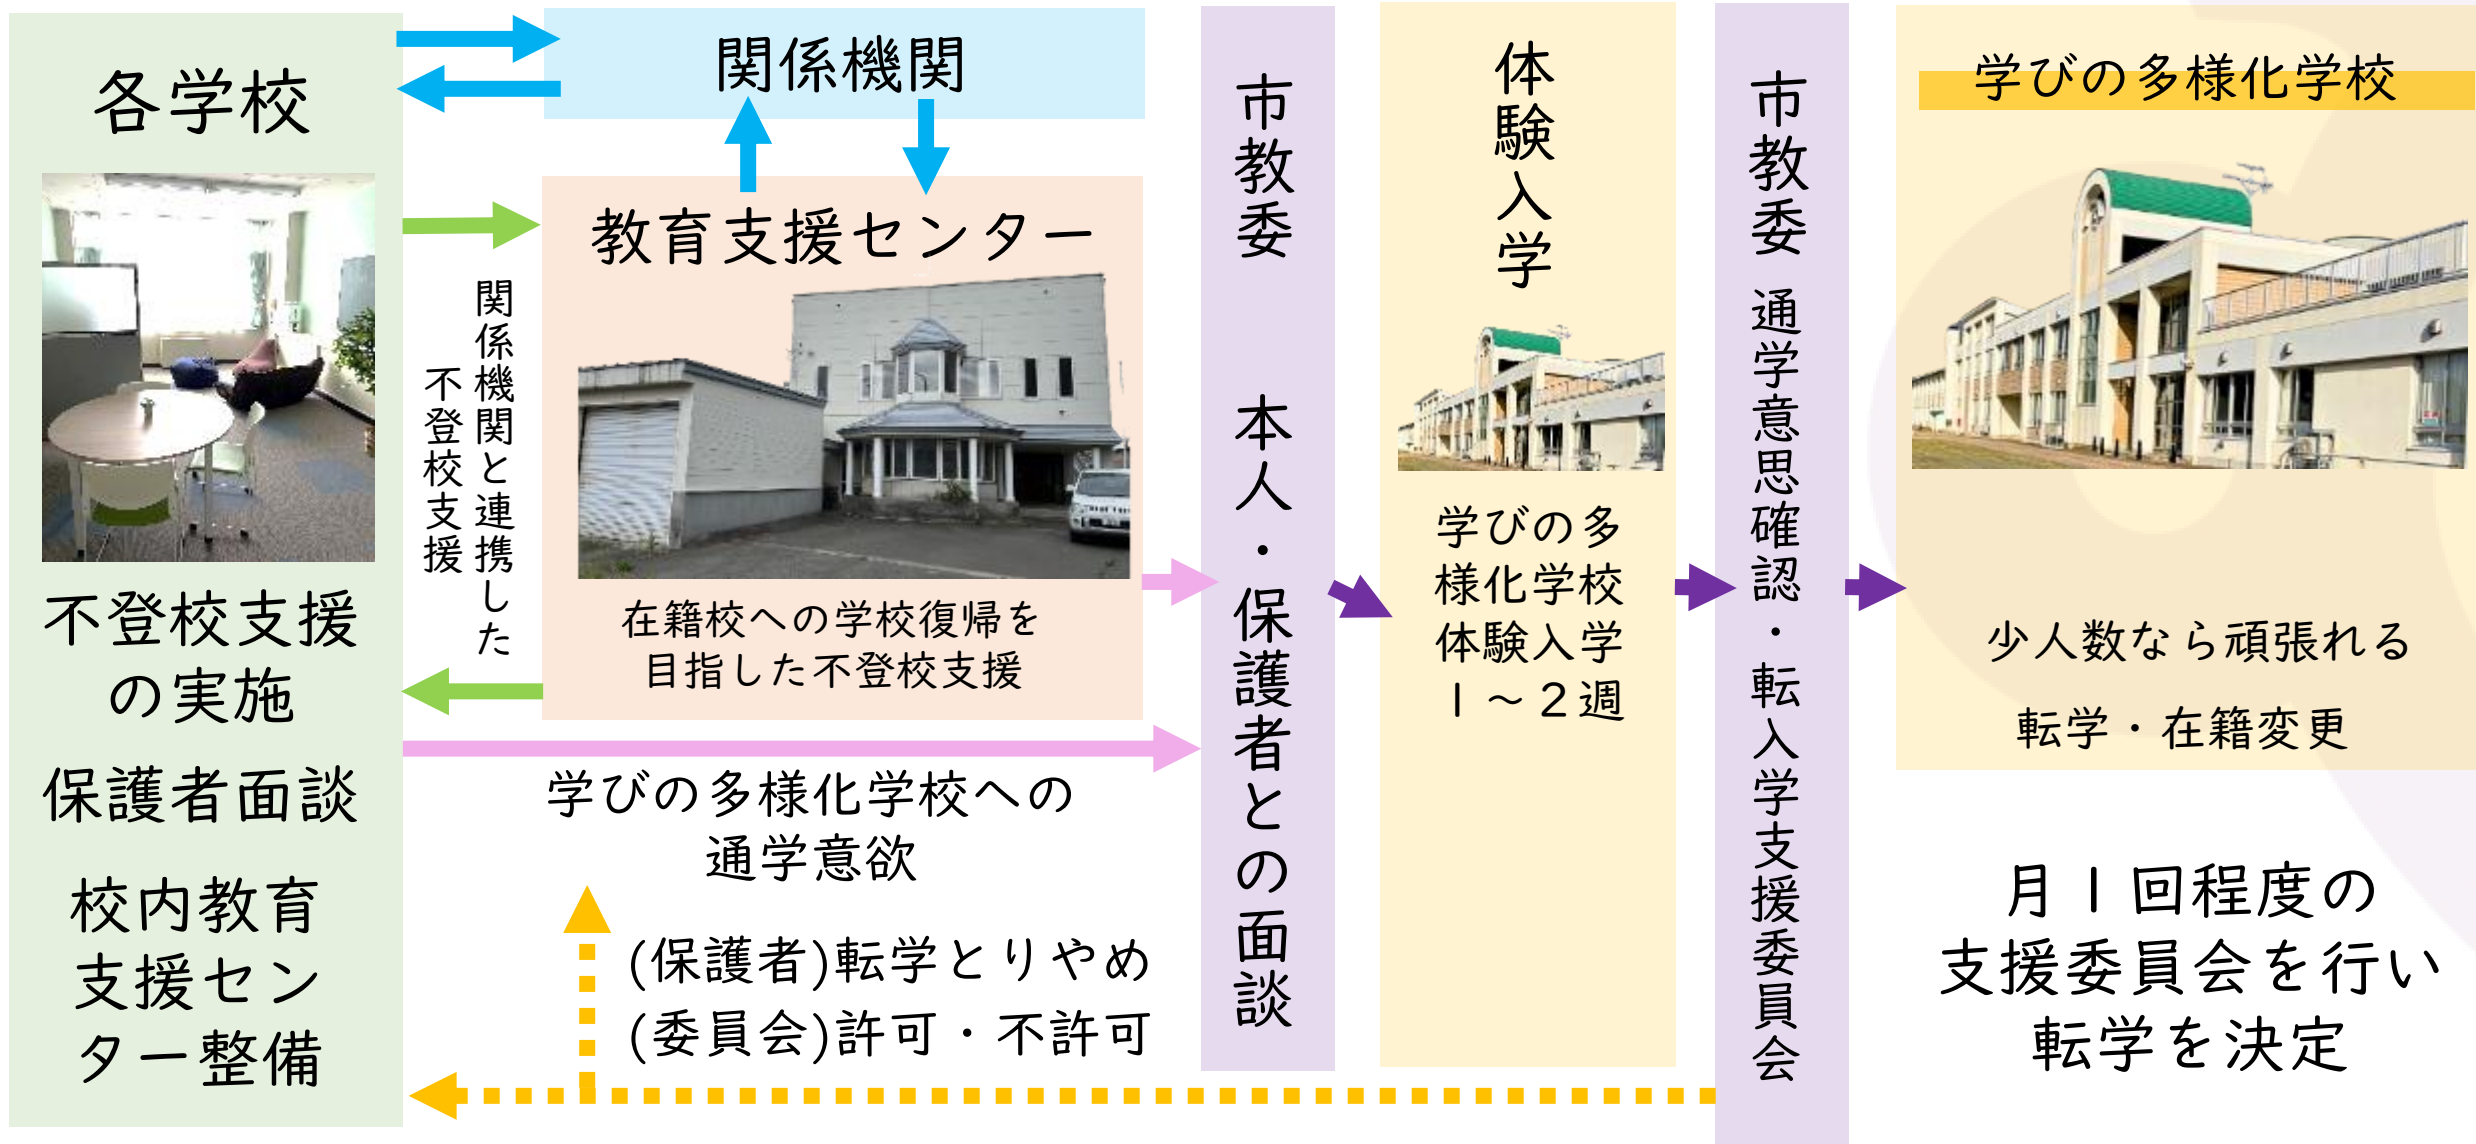 各学校
不登校支援
の実施
保護者面談
校内教育
支援セン
ター整備
関係機関
関係機関と連携した
不登校支援
教育支援センター
在籍校への学校復帰を
目指した不登校支援
学びの多様化学校への
通学意欲
(保護者)転学とりやめ
(委員会)許可・不許可
市教委 本人・保護者との面談
体験入学
学びの多
様化学校
体験入学
1～2週
市教委 通学意思確認・転入学支援委員会
学びの多様化学校
少人数なら頑張れる
転学・在籍変更
月1回程度の
支援委員会を行い
転学を決定